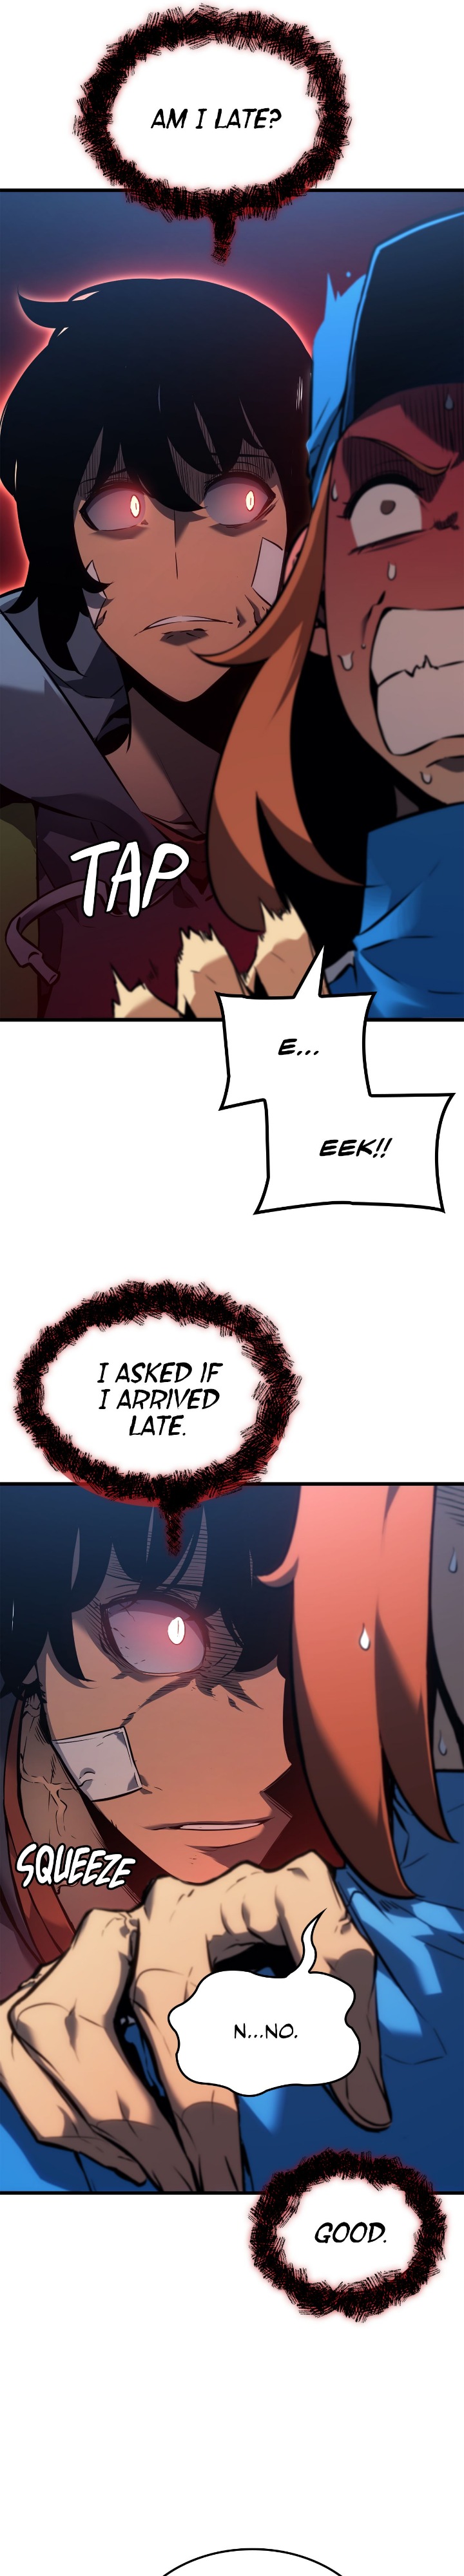 AM I LATE?
TAP
E...
EEK!!
I ASKED IF
I ARRIVED
LATE.
SQUEEZE
N...NO.
GOOD.